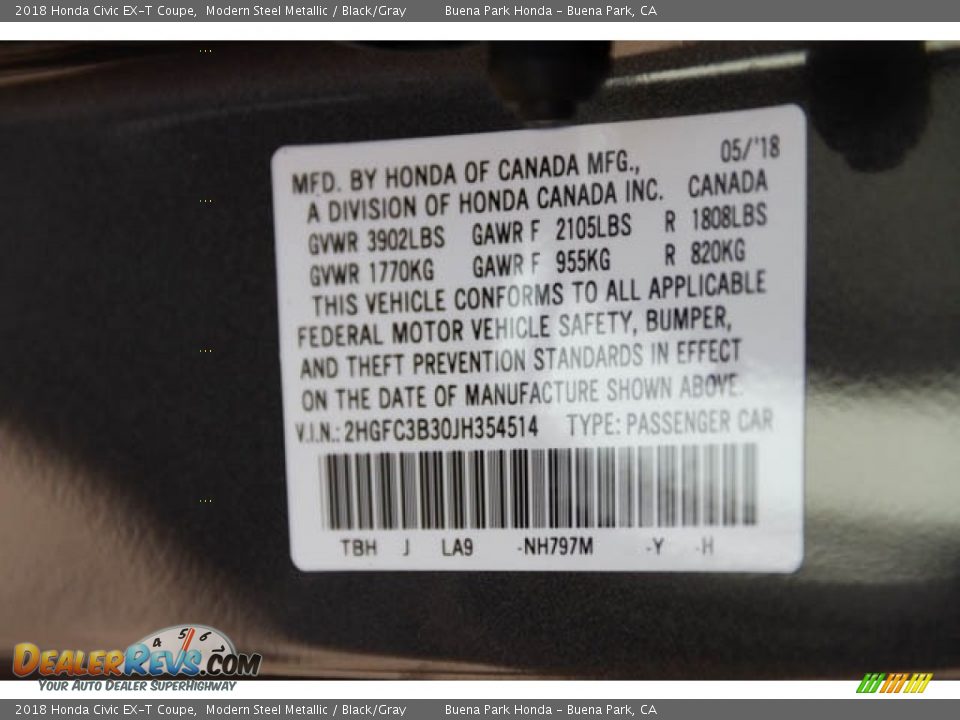 2018 Honda Civic EX-T Coupe, Modern Steel Metallic / Black/Gray Buena Park Honda - Buena Park, CA
MFD. BY HONDA OF CANADA MFG., 05/'18
A DIVISION OF HONDA CANADA INC. CANADA
GVWR 3902LBS GAWR F 2105LBS R 1808LBS
GVWR 1770KG GAWR F 955KG R 820KG
THIS VEHICLE CONFORMS TO ALL APPLICABLE
FEDERAL MOTOR VEHICLE SAFETY, BUMPER,
AND THEFT PREVENTION STANDARDS IN EFFECT
ON THE DATE OF MANUFACTURE SHOWN ABOVE.
V.I.N.: 2HGFC3B30JH354514 TYPE: PASSENGER CAR
TBH J LA9 -NH797M -Y -H
4 5 6 7
DEALERREVS.COM
YOUR AUTO DEALER SUPERHIGHWAY
2018 Honda Civic EX-T Coupe, Modern Steel Metallic / Black/Gray Buena Park Honda - Buena Park, CA